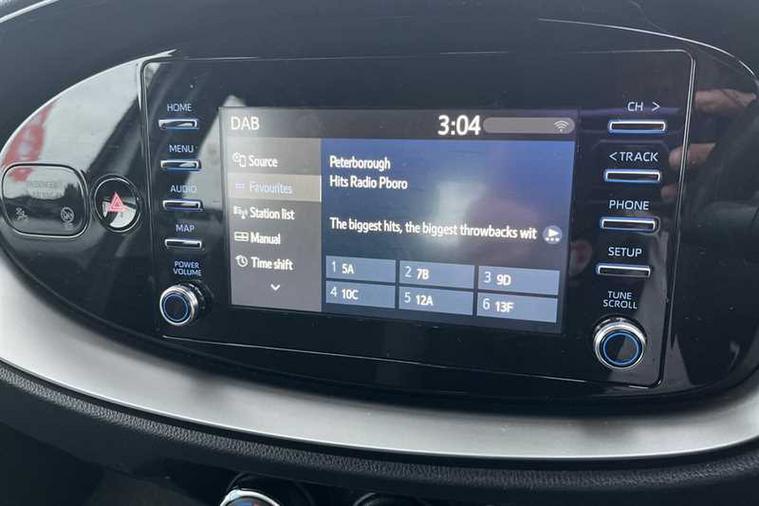 HOME
MENU
AUDIO
MAP
POWER
VOLUME
DAB
3:04
Source
Favourites
Station list
Manual
Time shift
Peterborough
Hits Radio Pboro
The biggest hits, the biggest throwbacks wit
1 5A
2 7B
3 9D
4 10C
5 12A
6 13F
CH >
< TRACK
PHONE
SETUP
TUNE
SCROLL
PASSENGER